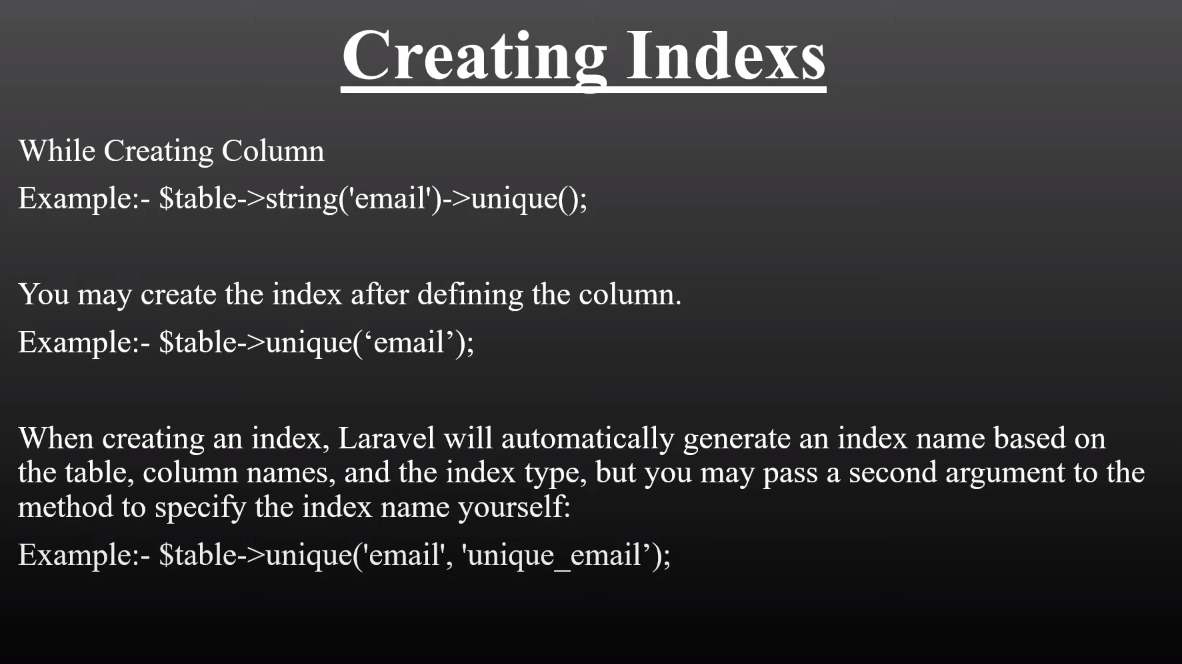 Creating Indexs
While Creating Column
Example:- $table->string('email')->unique();
You may create the index after defining the column.
Example:- $table->unique(‘email’);
When creating an index, Laravel will automatically generate an index name based on
the table, column names, and the index type, but you may pass a second argument to the
method to specify the index name yourself:
Example:- $table->unique('email', 'unique_email’);